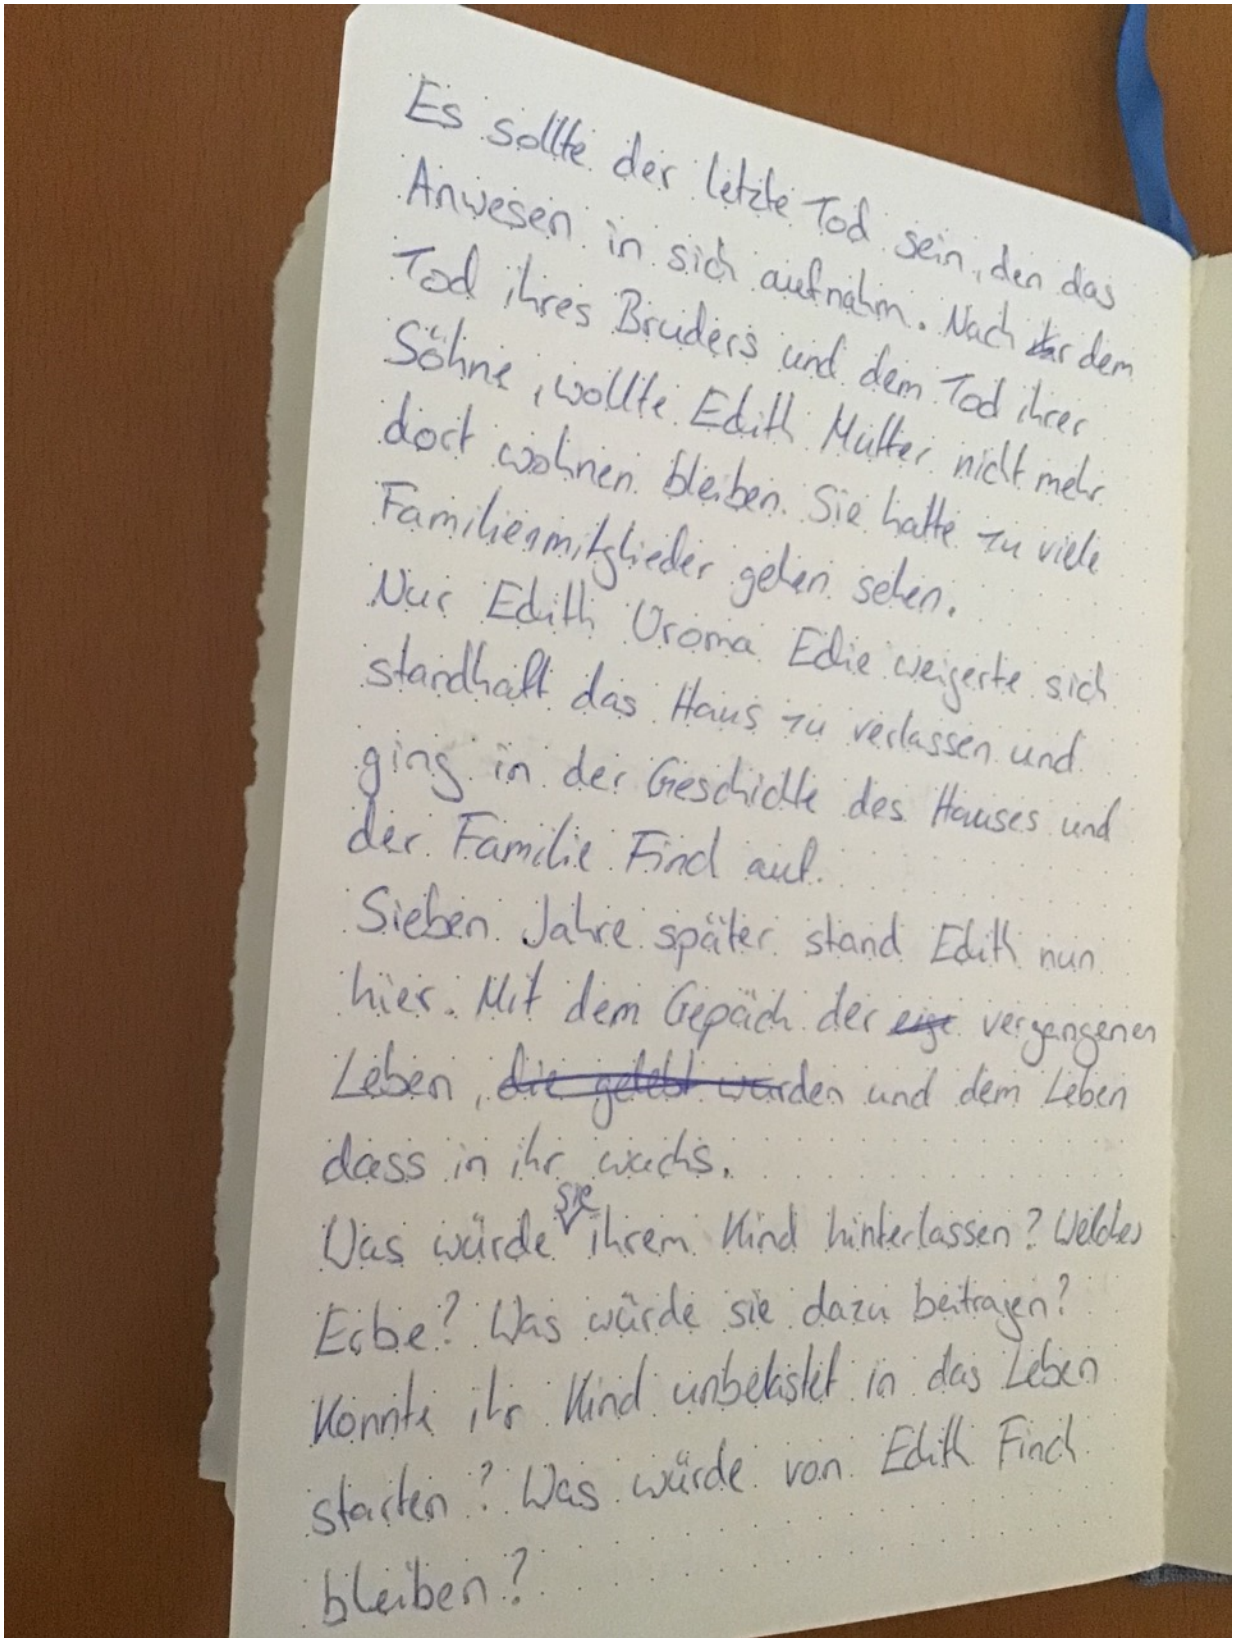 Es sollte der letzte Tod sein, den das
Anwesen in sich aufnahm. Nach dem
Tod ihres Bruders und dem Tod ihrer
Söhne, wollte Edith Mutter nicht mehr
dort wohnen bleiben. Sie hatte zu viele
Familienmitglieder gehen sehen.
Nur Edith Uroma Edie weigerte sich
standhaft das Haus zu verlassen und
ging in der Geschichte des Hauses und
der Familie Finch auf.
Sieben Jahre später stand Edith nun
hier. Mit dem Gepäck der vergangenen
Leben, die gelebt wurden und dem Leben
dass in ihr wuchs.
Was würde sie ihrem Kind hinterlassen? Welches
Erbe? Was würde sie dazu beitragen?
Konnte ihr Kind unbelastet in das Leben
starten? Was würde von Edith Finch
bleiben?